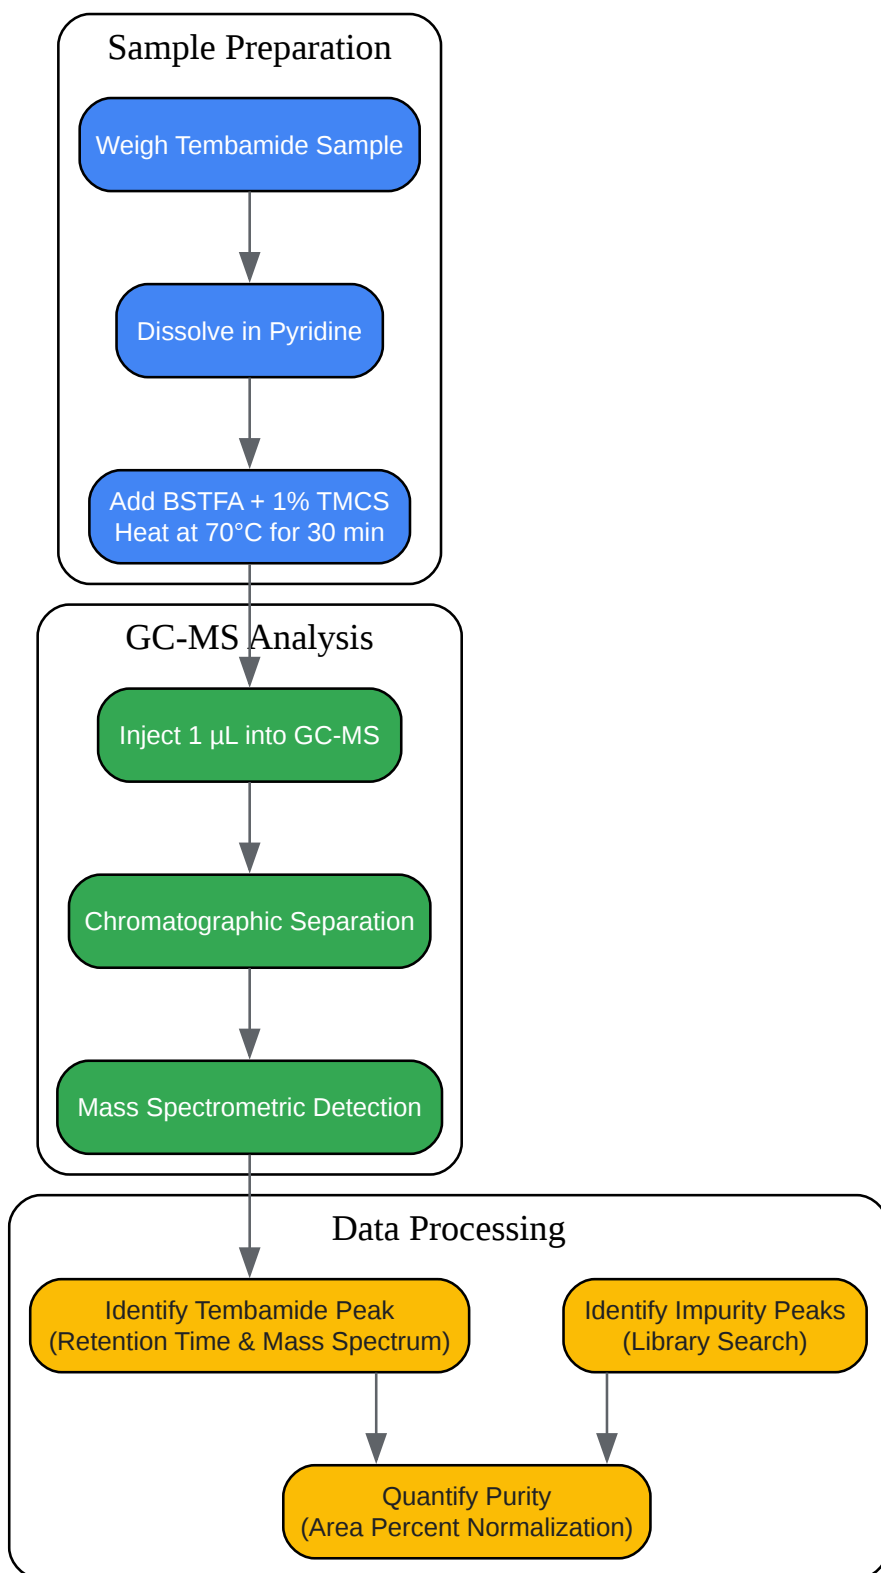 Sample Preparation
Weigh Tembamide Sample
Dissolve in Pyridine
Add BSTFA + 1% TMCS
Heat at 70°C for 30 min
GC-MS Analysis
Inject 1 µL into GC-MS
Chromatographic Separation
Mass Spectrometric Detection
Data Processing
Identify Tembamide Peak
(Retention Time & Mass Spectrum)
Identify Impurity Peaks
(Library Search)
Quantify Purity
(Area Percent Normalization)